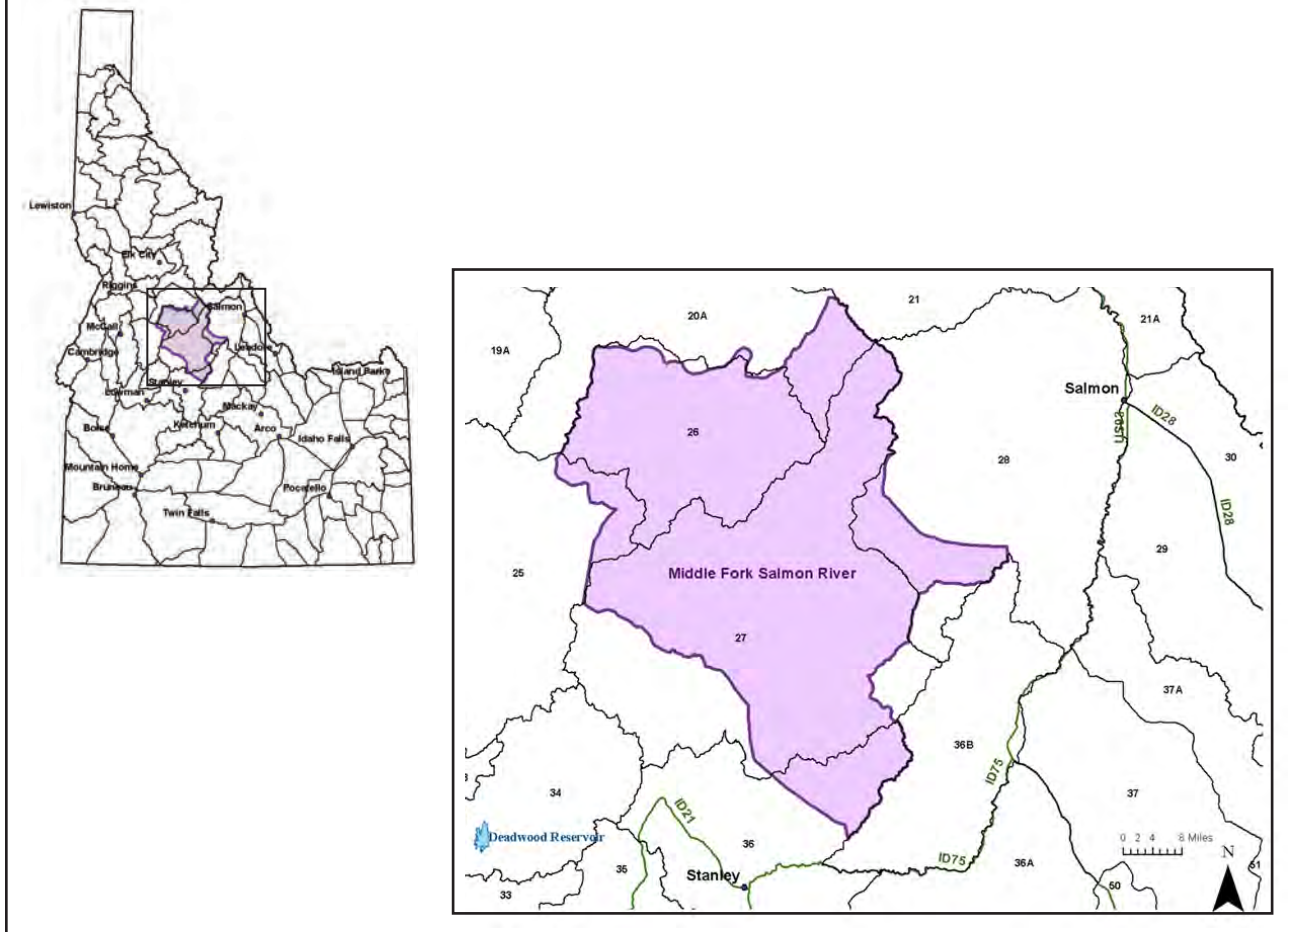 Lewiston
Elk City
Riggins
Salmon
McCall
Cambridge
Leadore
Stanley
Island Park
Lowman
Mackay
Boise
Ketchum
Arco
Idaho Falls
Mountain Home
Bruneau
Pocatello
Twin Falls
21
20A
21A
19A
Salmon
ID28
US93
26
28
30
ID28
29
25
Middle Fork Salmon River
27
37A
36B
ID75
34
37
ID21
Deadwood Reservoir
0 2 4 8 Miles
36
N
ID75
36A
35
Stanley
51
50
33